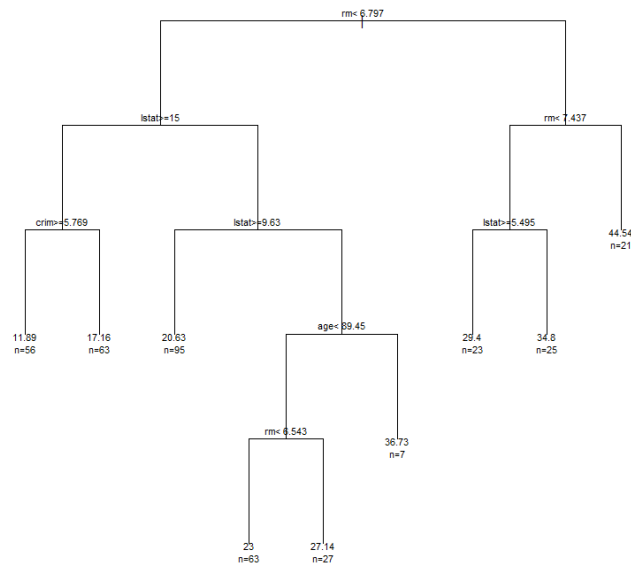 rm< 6.797
lstat>=15
rm< 7.437
crim>=5.769
lstat>=9.63
lstat>=5.495
44.54
n=21
11.89
n=56
17.16
n=63
20.63
n=95
age< 89.45
29.4
n=23
34.8
n=25
rm< 6.543
36.73
n=7
23
n=63
27.14
n=27